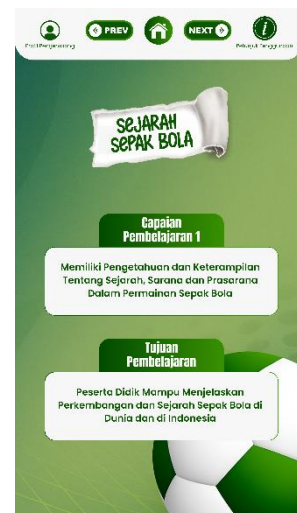 PREV
NEXT
Profil Pengembang
Petunjuk Penggunaan
SEJARAH
SEPAK BOLA
Capaian
Pembelajaran 1
Memiliki Pengetahuan dan Keterampilan
Tentang Sejarah, Sarana dan Prasarana
Dalam Permainan Sepak Bola
Tujuan
Pembelajaran
Peserta Didik Mampu Menjelaskan
Perkembangan dan Sejarah Sepak Bola di
Dunia dan di Indonesia